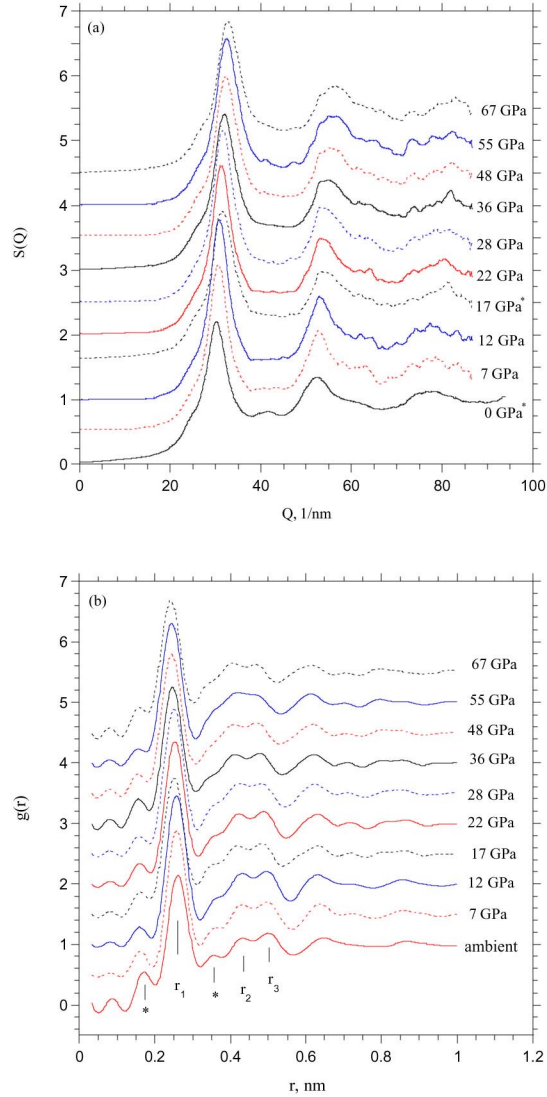 (a)
7
6
5
4
3
2
1
0
S(Q)
67 GPa
55 GPa
48 GPa
36 GPa
28 GPa
22 GPa
17 GPa*
12 GPa
7 GPa
0 GPa*
0 20 40 60 80 100
Q, 1/nm
(b)
7
6
5
4
3
2
1
0
g(r)
67 GPa
55 GPa
48 GPa
36 GPa
28 GPa
22 GPa
17 GPa
12 GPa
7 GPa
ambient
* r1 * r2 r3
0 0.2 0.4 0.6 0.8 1 1.2
r, nm